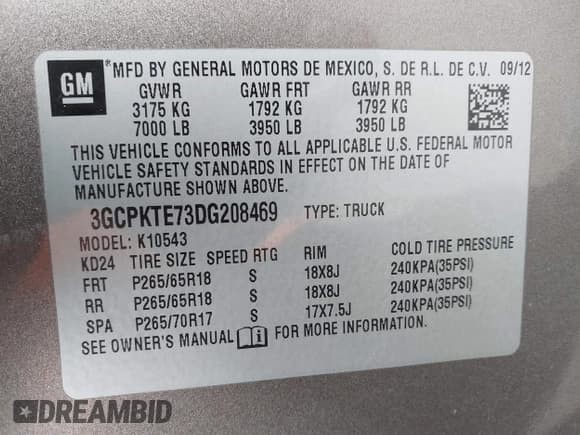 GM *MFD BY GENERAL MOTORS DE MEXICO, S. DE R.L. DE C.V. 09/12
GVWR GAWR FRT GAWR RR
3175 KG 1792 KG 1792 KG
7000 LB 3950 LB 3950 LB
THIS VEHICLE CONFORMS TO ALL APPLICABLE U.S. FEDERAL MOTOR
VEHICLE SAFETY STANDARDS IN EFFECT ON THE DATE OF
MANUFACTURE SHOWN ABOVE.
3GCPKTE73DG208469 TYPE: TRUCK
MODEL: K10543
KD24 TIRE SIZE SPEED RTG RIM COLD TIRE PRESSURE
FRT P265/65R18 S 18X8J 240KPA(35PSI)
RR P265/65R18 S 18X8J 240KPA(35PSI)
SPA P265/70R17 S 17X7.5J 240KPA(35PSI)
SEE OWNER'S MANUAL i FOR MORE INFORMATION.
DREAMBID